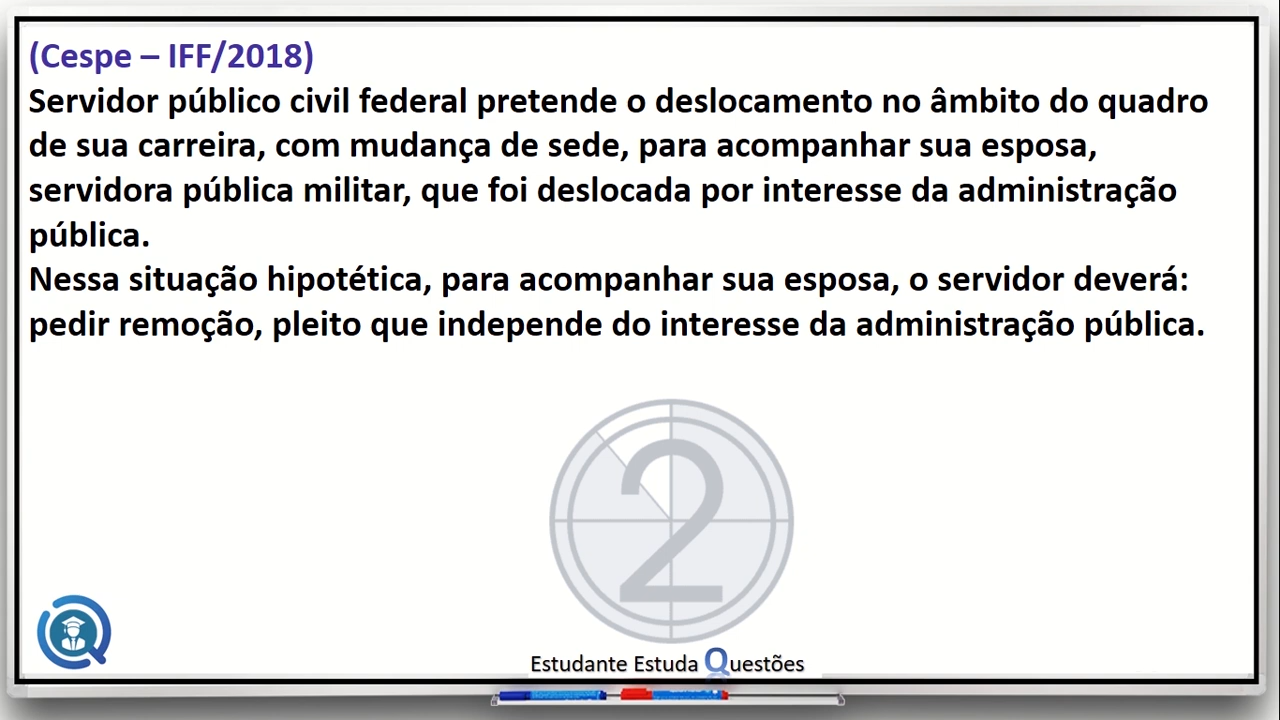 (Cespe – IFF/2018)
Servidor público civil federal pretende o deslocamento no âmbito do quadro
de sua carreira, com mudança de sede, para acompanhar sua esposa,
servidora pública militar, que foi deslocada por interesse da administração
pública.
Nessa situação hipotética, para acompanhar sua esposa, o servidor deverá:
pedir remoção, pleito que independe do interesse da administração pública.
2
Estudante Estuda Questões